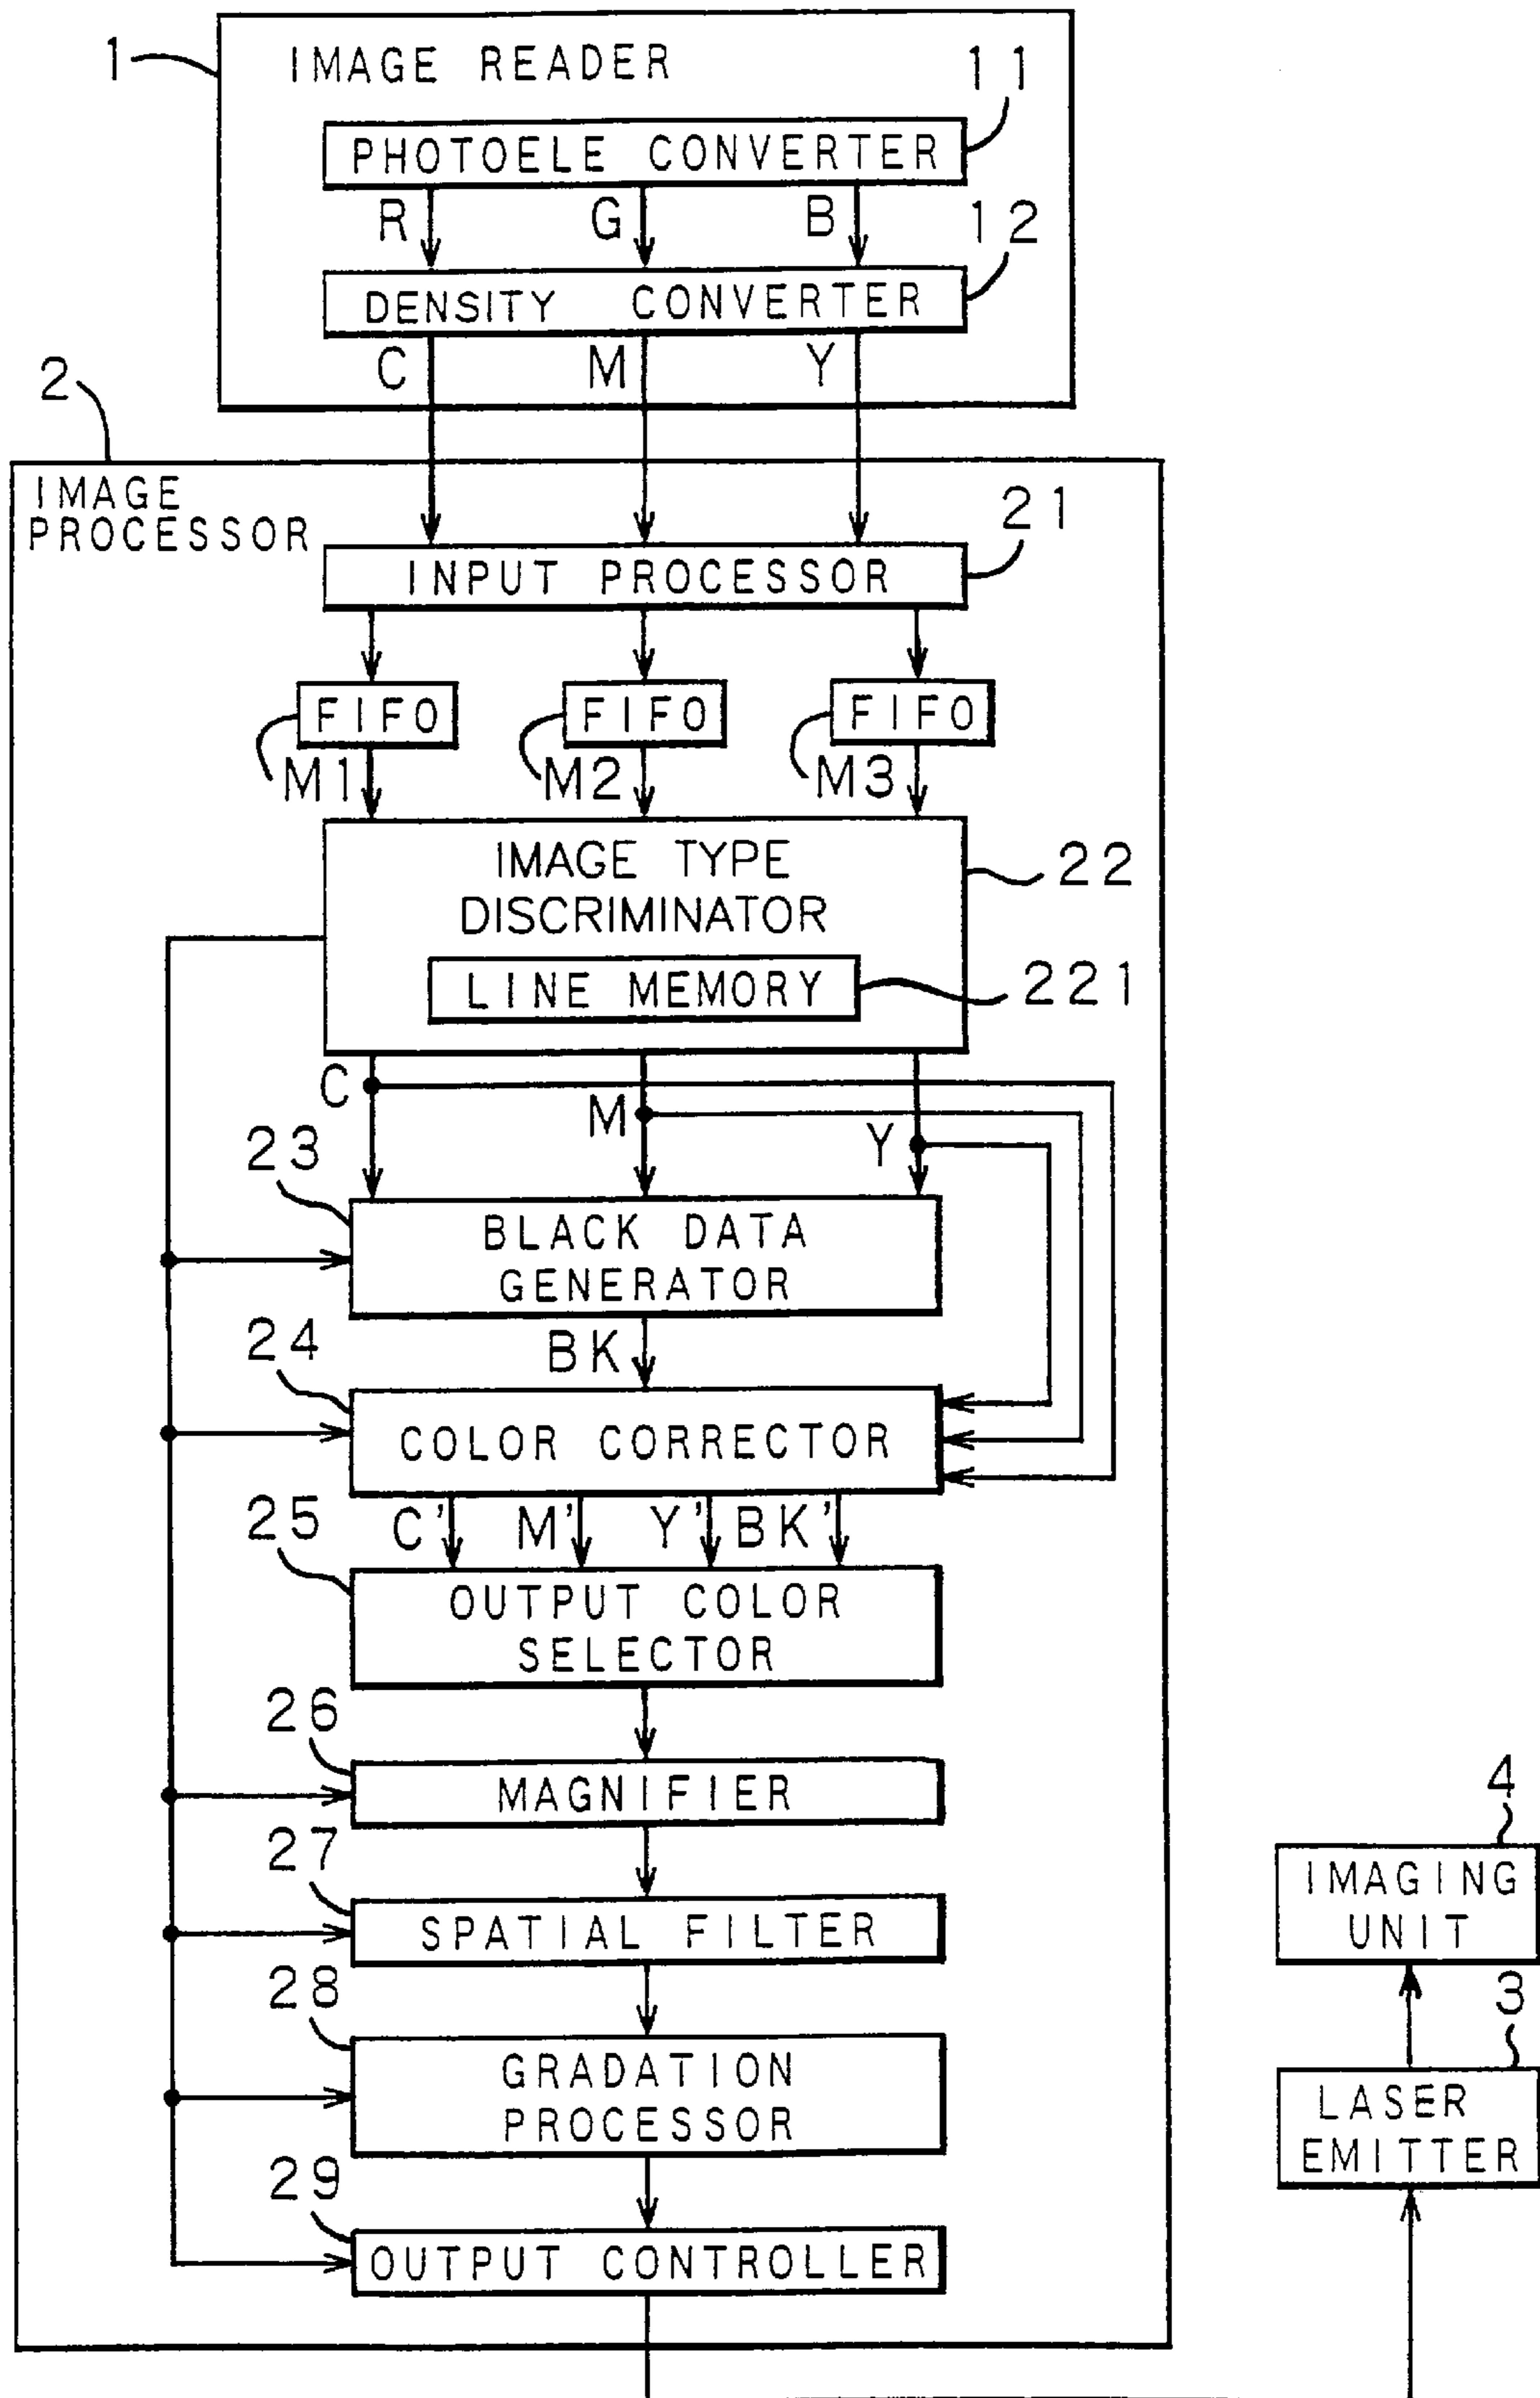 1
IMAGE READER
11
PHOTOELE CONVERTER
R G B
12
DENSITY CONVERTER
C M Y
2
IMAGE
PROCESSOR
21
INPUT PROCESSOR
FIFO FIFO FIFO
M1 M2 M3
IMAGE TYPE
DISCRIMINATOR
22
LINE MEMORY
221
C
M
Y
23
BLACK DATA
GENERATOR
BK
24
COLOR CORRECTOR
C' M' Y' BK'
25
OUTPUT COLOR
SELECTOR
26
MAGNIFIER
27
SPATIAL FILTER
28
GRADATION
PROCESSOR
29
OUTPUT CONTROLLER
4
IMAGING
UNIT
3
LASER
EMITTER